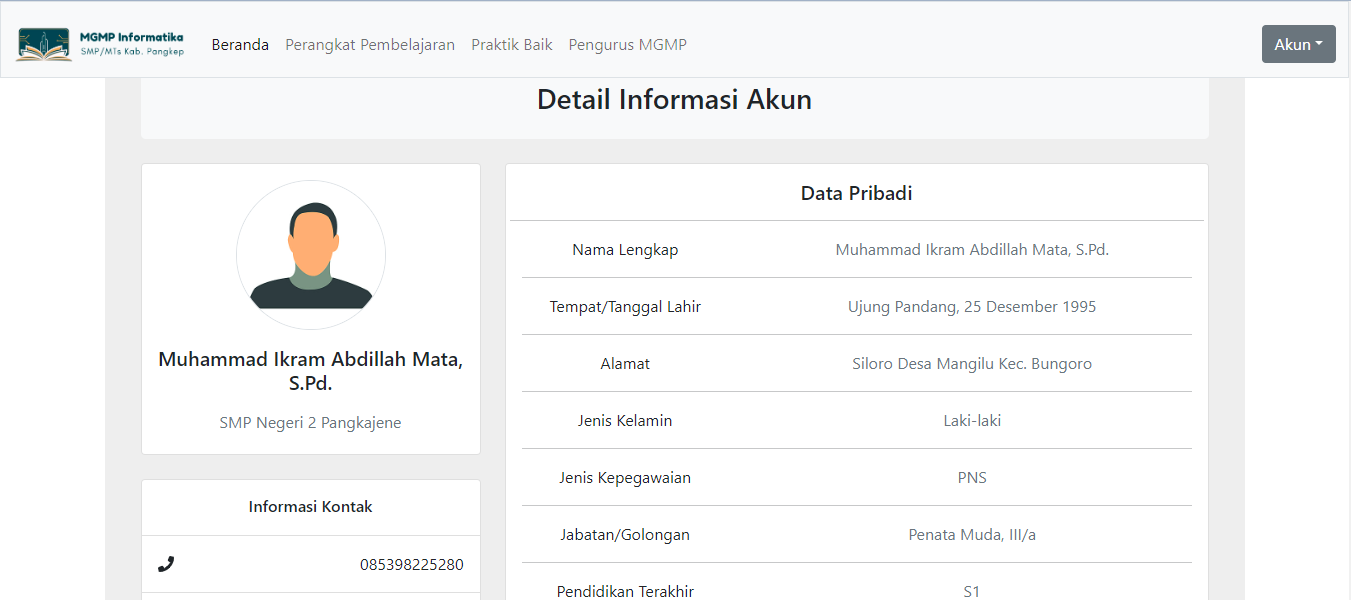 MGMP Informatika
SMP/MTs Kab. Pangkep
Beranda Perangkat Pembelajaran Praktik Baik Pengurus MGMP
Akun
Detail Informasi Akun
Muhammad Ikram Abdillah Mata,
S.Pd.
SMP Negeri 2 Pangkajene
Informasi Kontak
085398225280
Data Pribadi
Nama Lengkap Muhammad Ikram Abdillah Mata, S.Pd.
Tempat/Tanggal Lahir Ujung Pandang, 25 Desember 1995
Alamat Siloro Desa Mangilu Kec. Bungoro
Jenis Kelamin Laki-laki
Jenis Kepegawaian PNS
Jabatan/Golongan Penata Muda, III/a
Pendidikan Terakhir S1